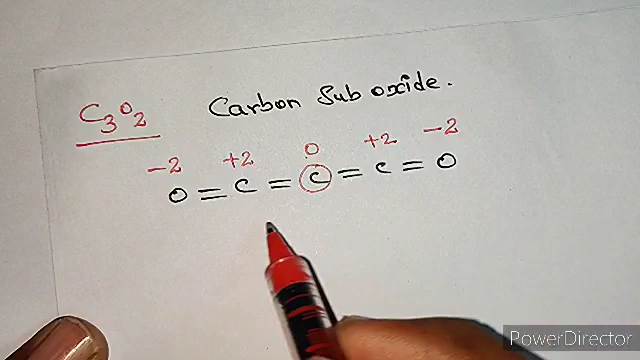 C₃O₂ Carbon Sub oxide.
-2 +2 0 +2 -2
O = C = C = C = O
PowerDirector